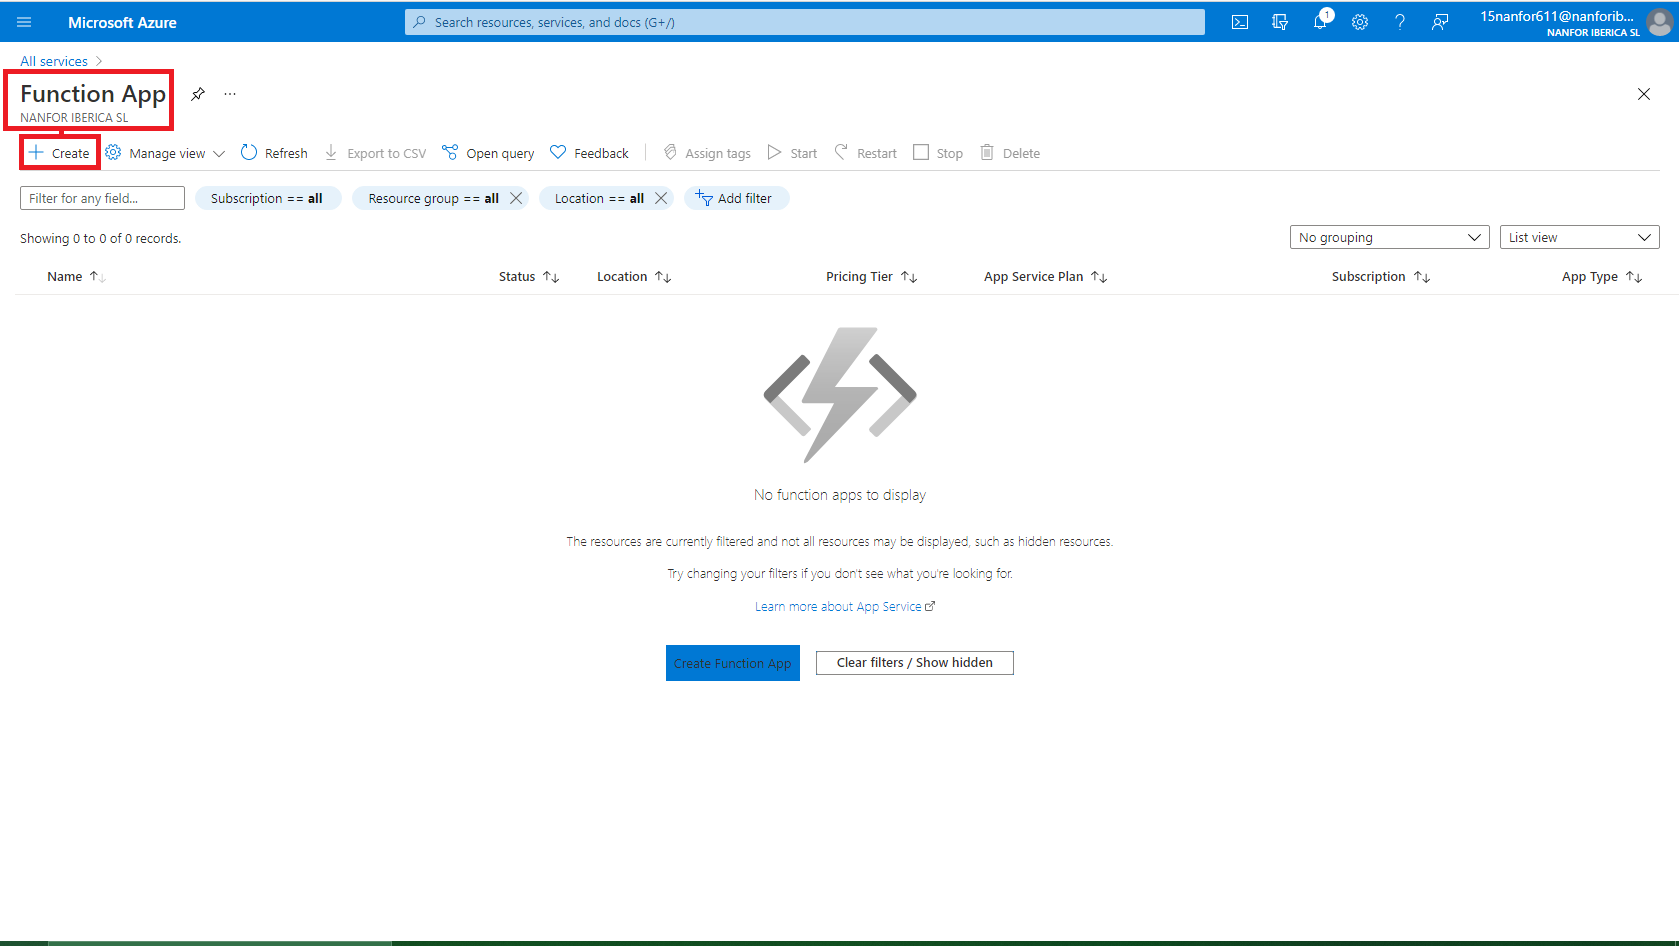 Microsoft Azure
Search resources, services, and docs (G+/)
1
15nanfor611@nanforib...
NANFOR IBERICA SL
All services
Function App
...
NANFOR IBERICA SL
Create
Manage view
Refresh
Export to CSV
Open query
Feedback
Assign tags
Start
Restart
Stop
Delete
Filter for any field...
Subscription == all
Resource group == all
Location == all
Add filter
Showing 0 to 0 of 0 records.
No grouping
List view
Name
Status
Location
Pricing Tier
App Service Plan
Subscription
App Type
No function apps to display
The resources are currently filtered and not all resources may be displayed, such as hidden resources.
Try changing your filters if you don't see what you're looking for.
Learn more about App Service
Create Function App
Clear filters / Show hidden